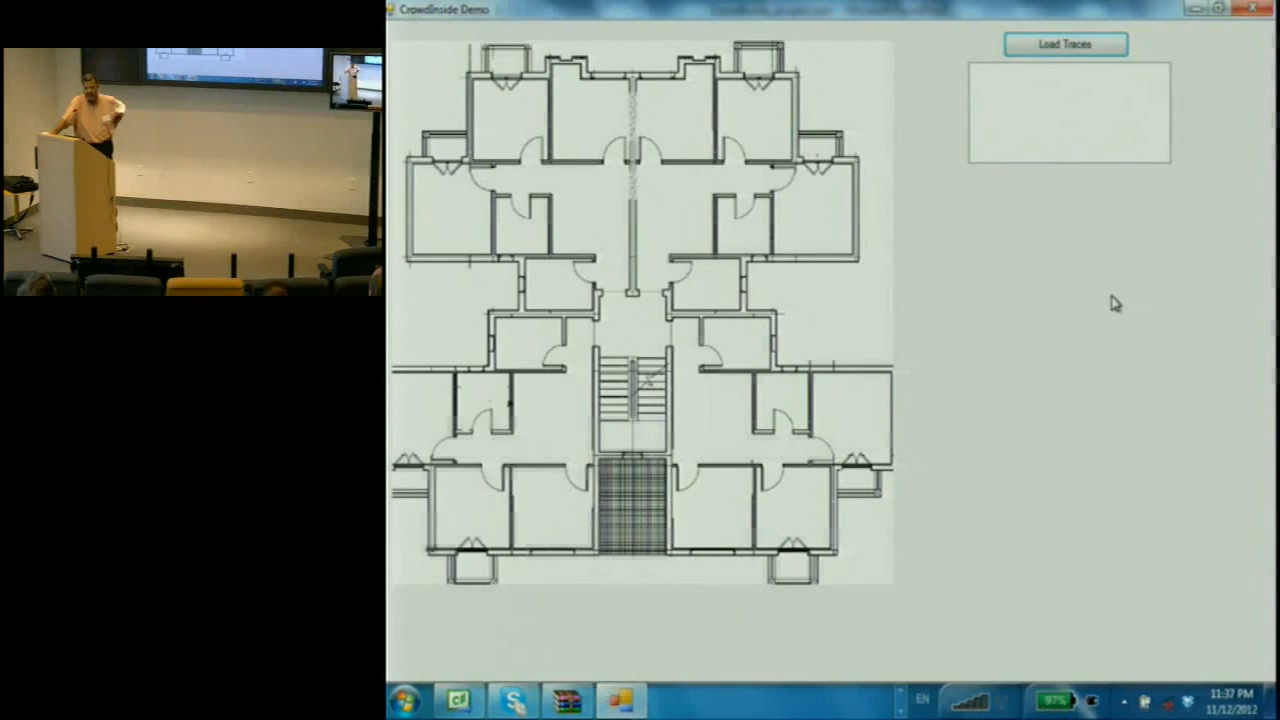 CrowdInside Demo
Load Traces
EN
97%
11:37 PM
11/12/2012